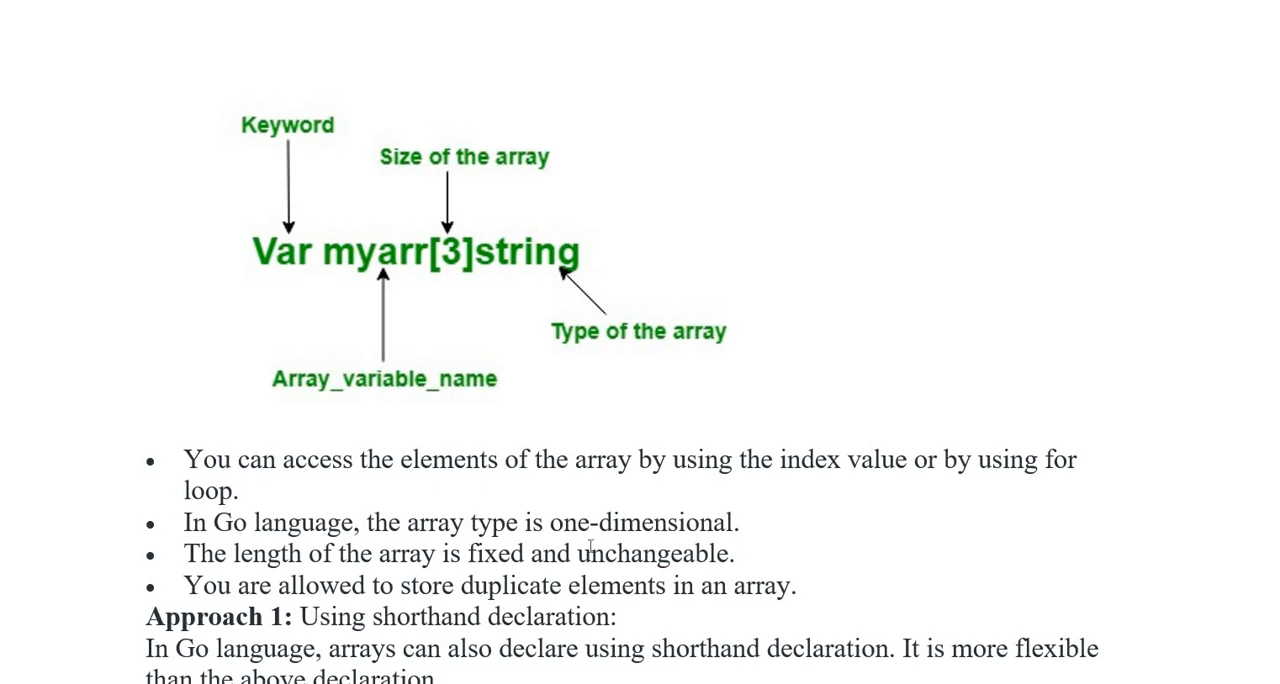 Keyword
Size of the array
Var myarr[3]string
Type of the array
Array_variable_name
• You can access the elements of the array by using the index value or by using for
loop.
• In Go language, the array type is one-dimensional.
• The length of the array is fixed and unchangeable.
• You are allowed to store duplicate elements in an array.
Approach 1: Using shorthand declaration:
In Go language, arrays can also declare using shorthand declaration. It is more flexible
than the above declaration